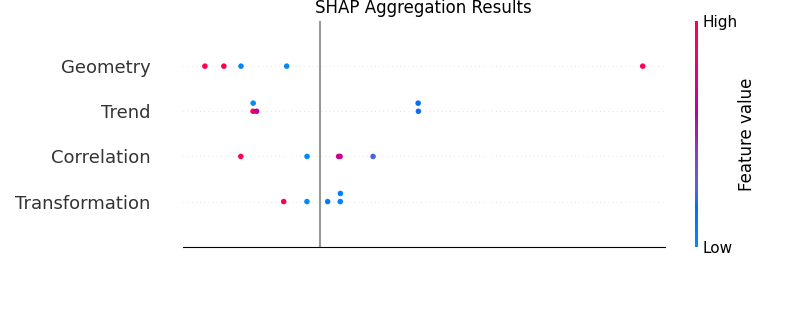 SHAP Aggregation Results
High
Geometry
Trend
Correlation
Transformation
Feature value
Low